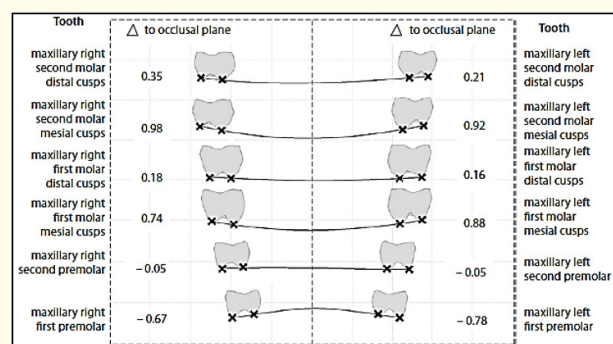 Tooth △ to occlusal plane △ to occlusal plane Tooth
maxillary right
second molar
distal cusps
0.35 0.21
maxillary left
second molar
distal cusps
maxillary right
second molar
mesial cusps
0.98 0.92
maxillary left
second molar
mesial cusps
maxillary right
first molar
distal cusps
0.18 0.16
maxillary left
first molar
distal cusps
maxillary right
first molar
mesial cusps
0.74 0.88
maxillary left
first molar
mesial cusps
maxillary right
second premolar
– 0.05 – 0.05
maxillary left
second premolar
maxillary right
first premolar
– 0.67 – 0.78
maxillary left
first premolar